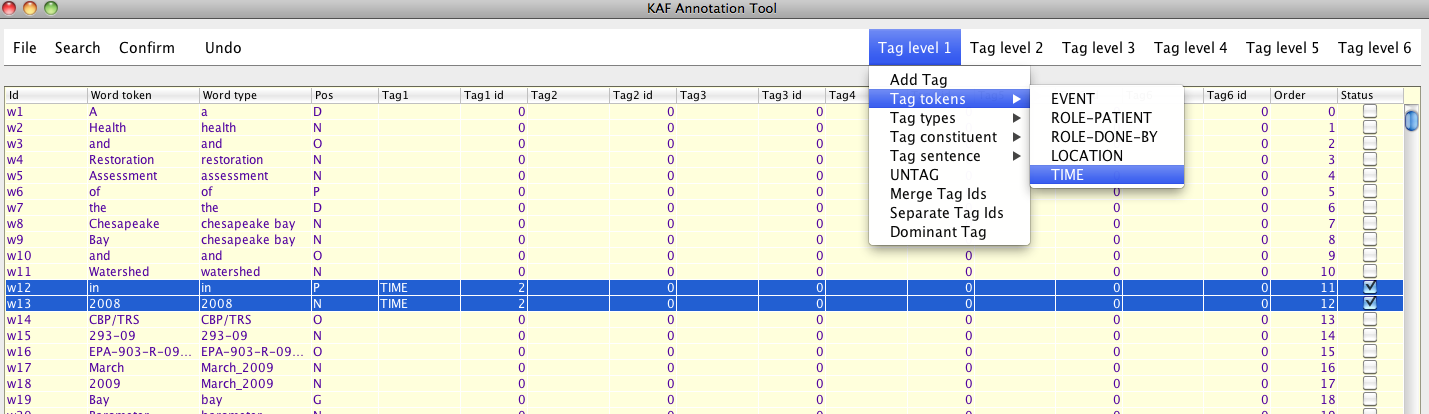 KAF Annotation Tool
File Search Confirm Undo Tag level 1 Tag level 2 Tag level 3 Tag level 4 Tag level 5 Tag level 6
Add Tag
Tag tokens
Tag types
Tag constituent
Tag sentence
UNTAG
Merge Tag Ids
Separate Tag Ids
Dominant Tag
EVENT
ROLE-PATIENT
ROLE-DONE-BY
LOCATION
TIME
Id Word token Word type Pos Tag1 Tag1 id Tag2 Tag2 id Tag3 Tag3 id Tag4 Tag6 id Order Status
w1 A a D 0 0 0 0 0
w2 Health health N 0 0 0 0 1
w3 and and O 0 0 0 0 2
w4 Restoration restoration N 0 0 0 0 3
w5 Assessment assessment N 0 0 0 0 4
w6 of of P 0 0 0 0 0 5
w7 the the D 0 0 0 0 0 6
w8 Chesapeake chesapeake bay N 0 0 0 0 7
w9 Bay chesapeake bay N 0 0 0 0 8
w10 and and O 0 0 0 0 0 0 9
w11 Watershed watershed N 0 0 0 0 0 0 10
w12 in in P TIME 2 0 0 0 0 0 11
w13 2008 2008 N TIME 2 0 0 0 0 0 12
w14 CBP/TRS CBP/TRS O 0 0 0 0 0 0 13
w15 293-09 293-09 N 0 0 0 0 0 0 14
w16 EPA-903-R-09... EPA-903-R-09... O 0 0 0 0 0 0 15
w17 March March_2009 N 0 0 0 0 0 0 16
w18 2009 March_2009 N 0 0 0 0 0 0 17
w19 Bay bay G 0 0 0 0 0 0 18